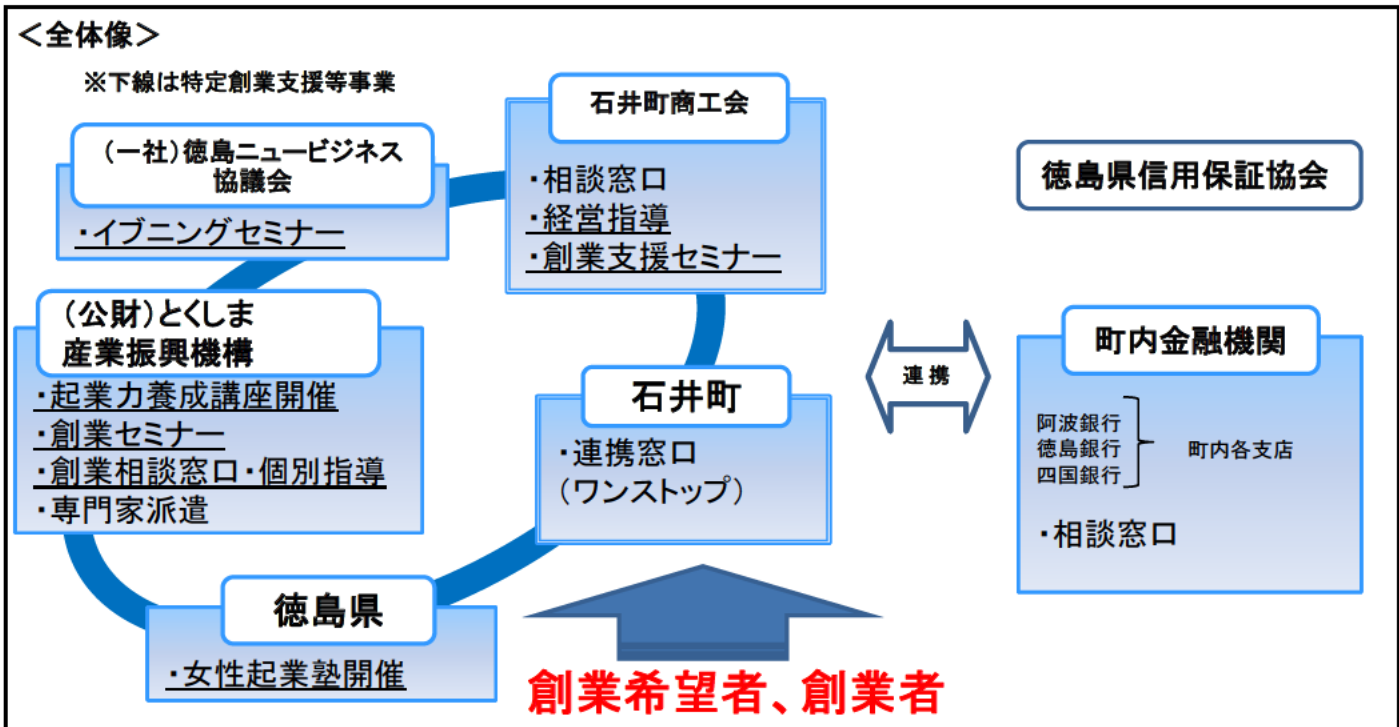 ＜全体像＞
※下線は特定創業支援等事業
(一社)徳島ニュービジネス
協議会
・イブニングセミナー
石井町商工会
・相談窓口
・経営指導
・創業支援セミナー
徳島県信用保証協会
(公財)とくしま
産業振興機構
・起業力養成講座開催
・創業セミナー
・創業相談窓口・個別指導
・専門家派遣
石井町
・連携窓口
(ワンストップ)
連携
町内金融機関
阿波銀行
徳島銀行
四国銀行
町内各支店
・相談窓口
徳島県
・女性起業塾開催
創業希望者、創業者